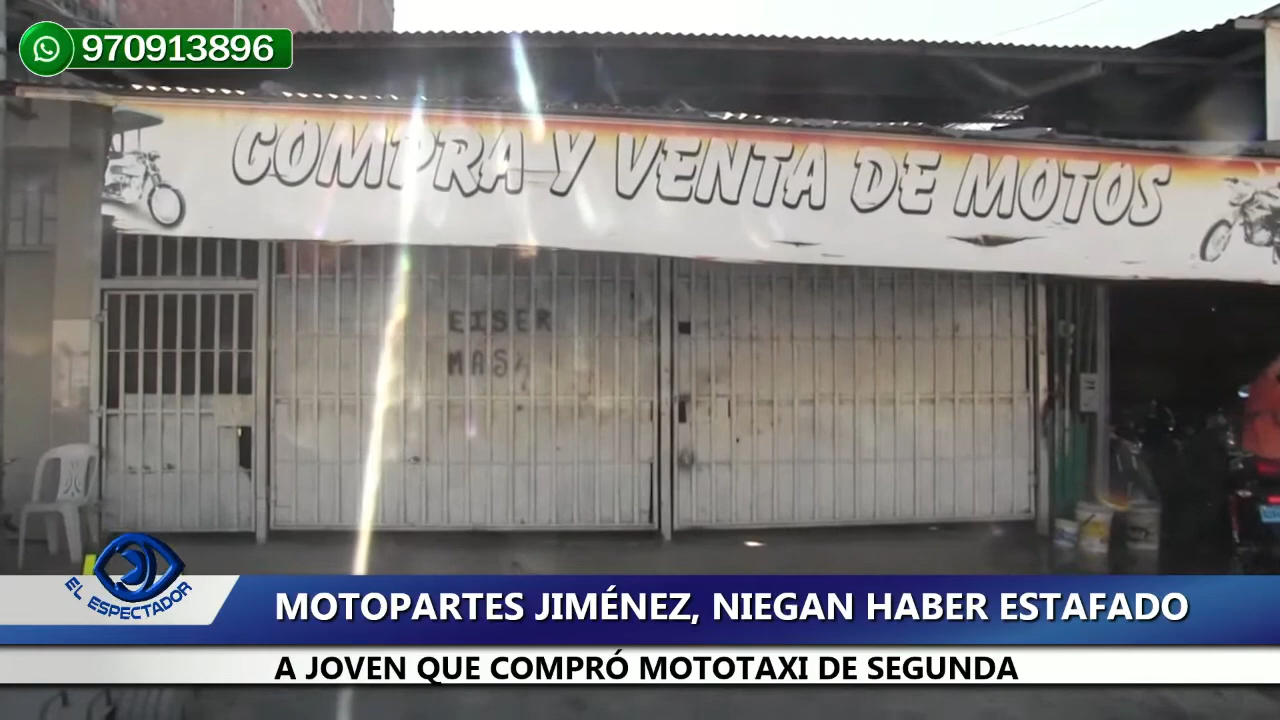 970913896
COMPRA Y VENTA DE MOTOS
EISER
MAS
EL ESPECTADOR
MOTOPARTES JIMÉNEZ, NIEGAN HABER ESTAFADO
A JOVEN QUE COMPRÓ MOTOTAXI DE SEGUNDA